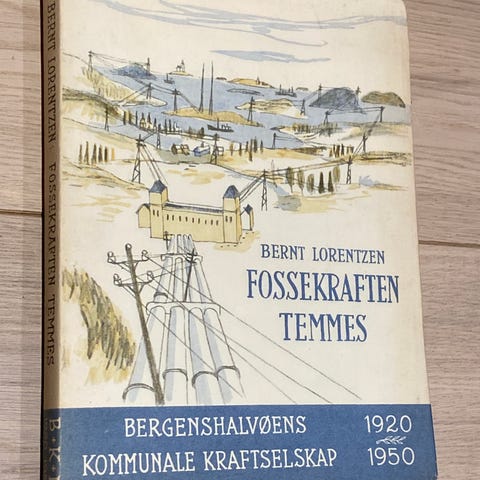 BERNT LORENTZEN FOSSEKRAFTEN TEMMES B·K·
BERNT LORENTZEN
FOSSEKRAFTEN
TEMMES
BERGENSHALVØENS 1920
KOMMUNALE KRAFTSELSKAP 1950